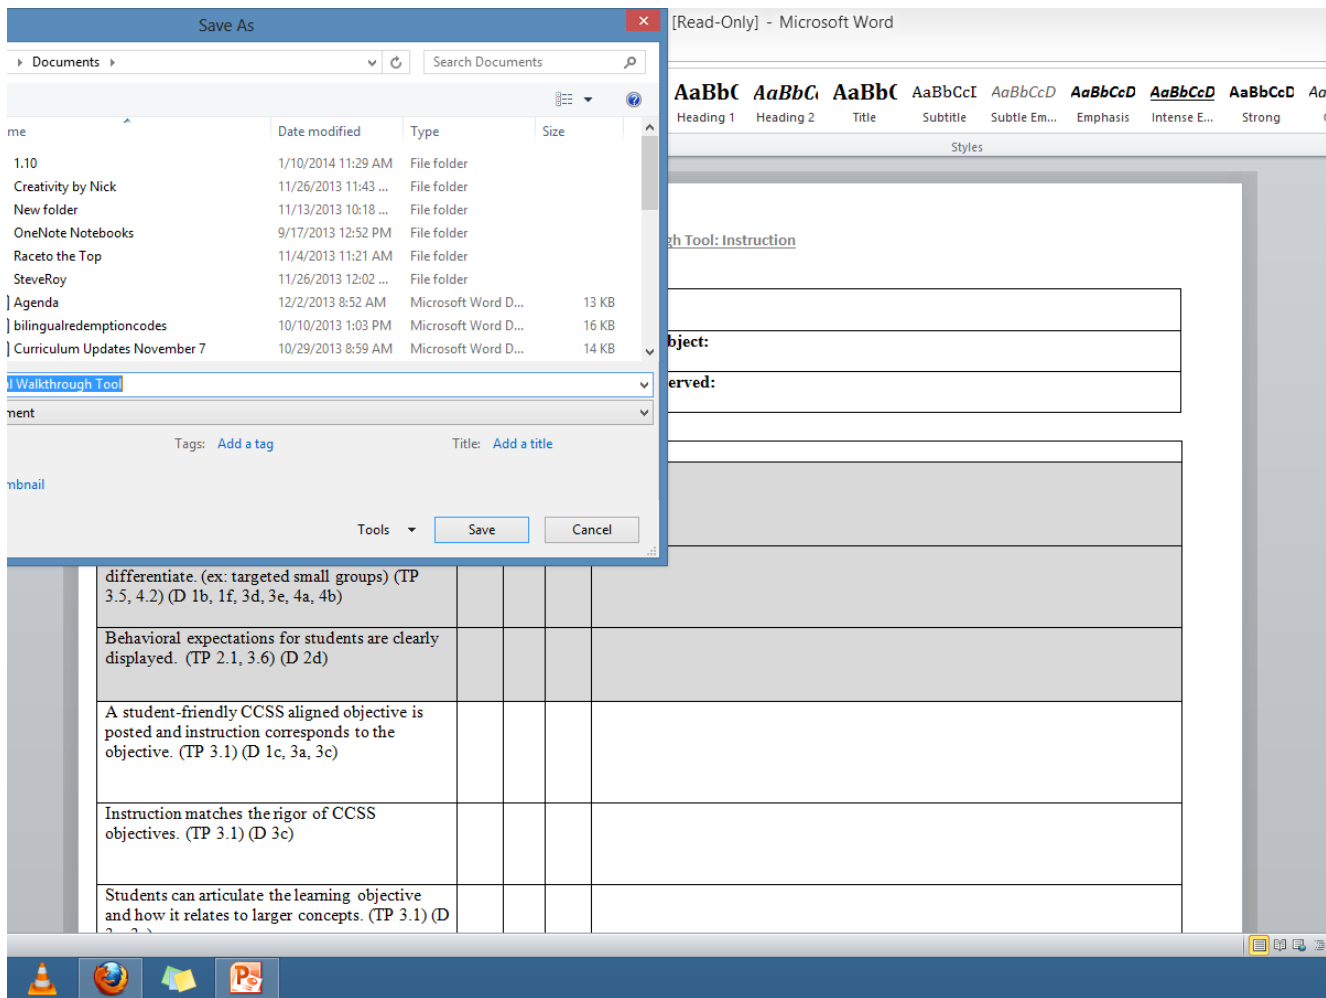 Save As
[Read-Only] - Microsoft Word
Documents
Search Documents
AaBbC AaBbC AaBbC AaBbCcI AaBbCcD AaBbCcD AaBbCcD AaBbCcD Aa
Heading 1 Heading 2 Title Subtitle Subtle Em... Emphasis Intense E... Strong
Styles
me Date modified Type Size
1.10 1/10/2014 11:29 AM File folder
Creativity by Nick 11/26/2013 11:43 ... File folder
New folder 11/13/2013 10:18 ... File folder
OneNote Notebooks 9/17/2013 12:52 PM File folder
Raceto the Top 11/4/2013 11:21 AM File folder
SteveRoy 11/26/2013 12:02 ... File folder
Agenda 12/2/2013 8:52 AM Microsoft Word D... 13 KB
bilingualredemptioncodes 10/10/2013 1:03 PM Microsoft Word D... 16 KB
Curriculum Updates November 7 10/29/2013 8:59 AM Microsoft Word D... 14 KB
al Walkthrough Tool
ment
Tags: Add a tag Title: Add a title
mbnail
Tools Save Cancel
gh Tool: Instruction
bject:
erved:
differentiate. (ex: targeted small groups) (TP
3.5, 4.2) (D 1b, 1f, 3d, 3e, 4a, 4b)
Behavioral expectations for students are clearly
displayed. (TP 2.1, 3.6) (D 2d)
A student-friendly CCSS aligned objective is
posted and instruction corresponds to the
objective. (TP 3.1) (D 1c, 3a, 3c)
Instruction matches the rigor of CCSS
objectives. (TP 3.1) (D 3c)
Students can articulate the learning objective
and how it relates to larger concepts. (TP 3.1) (D